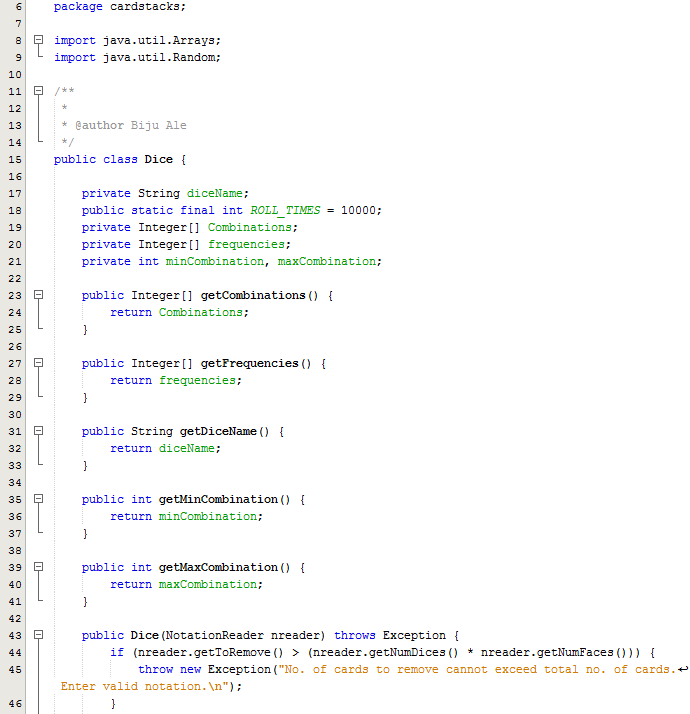 6 package cardstacks;
7
8 import java.util.Arrays;
9 import java.util.Random;
10
11 /**
12 *
13 * @author Biju Ale
14 */
15 public class Dice {
16
17 private String diceName;
18 public static final int ROLL_TIMES = 10000;
19 private Integer[] Combinations;
20 private Integer[] frequencies;
21 private int minCombination, maxCombination;
22
23 public Integer[] getCombinations() {
24 return Combinations;
25 }
26
27 public Integer[] getFrequencies() {
28 return frequencies;
29 }
30
31 public String getDiceName() {
32 return diceName;
33 }
34
35 public int getMinCombination() {
36 return minCombination;
37 }
38
39 public int getMaxCombination() {
40 return maxCombination;
41 }
42
43 public Dice(NotationReader nreader) throws Exception {
44 if (nreader.getToRemove() > (nreader.getNumDices() * nreader.getNumFaces())) {
45 throw new Exception("No. of cards to remove cannot exceed total no. of cards.↩
Enter valid notation.\n");
46 }